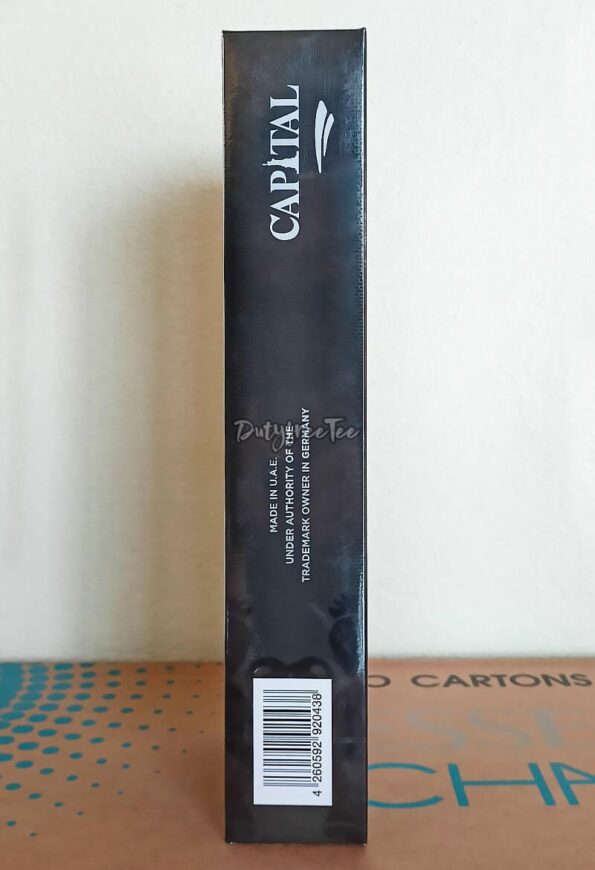 CAPITAL
MADE IN U.A.E.
UNDER AUTHORITY OF THE
TRADEMARK OWNER IN GERMANY
DutyFreeTee
4 260592 920438
CARTONS